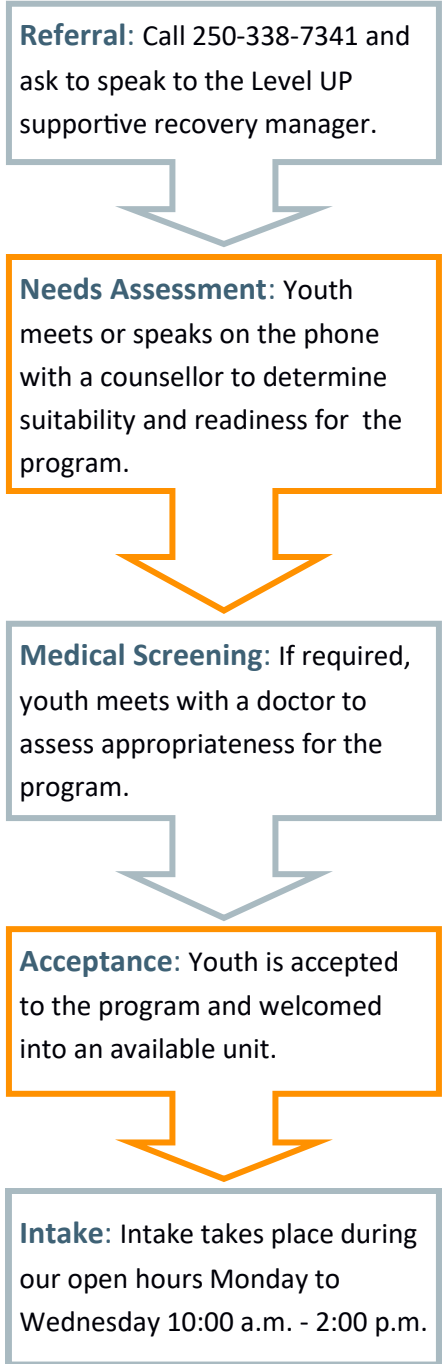 Referral: Call 250-338-7341 and
ask to speak to the Level UP
supportive recovery manager.
Needs Assessment: Youth
meets or speaks on the phone
with a counsellor to determine
suitability and readiness for the
program.
Medical Screening: If required,
youth meets with a doctor to
assess appropriateness for the
program.
Acceptance: Youth is accepted
to the program and welcomed
into an available unit.
Intake: Intake takes place during
our open hours Monday to
Wednesday 10:00 a.m. - 2:00 p.m.